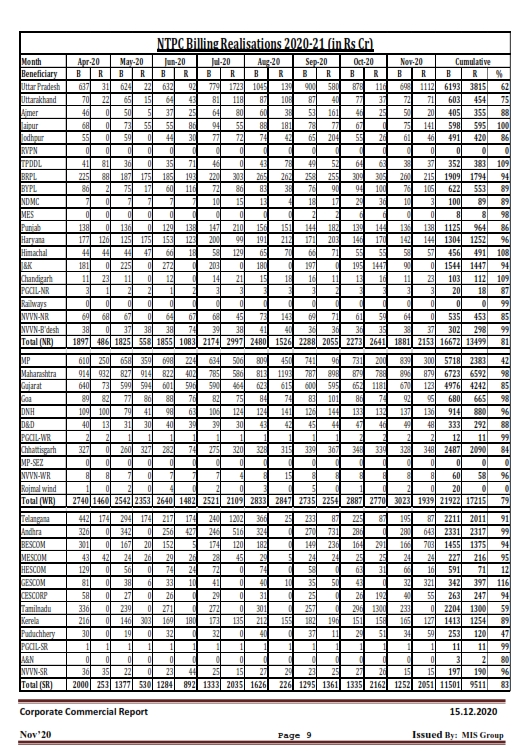 NTPC Billing Realisations 2020-21 (in Rs Cr)
Month Apr-20 May-20 Jun-20 Jul-20 Aug-20 Sep-20 Oct-20 Nov-20 Cumulative
Beneficiary B R B R B R B R B R B R B R B R B R %
Uttar Pradesh 637 31 624 22 632 92 779 1723 1045 139 900 580 878 116 698 1112 6193 3815 62
Uttarakhand 70 22 65 15 64 43 81 118 87 108 87 40 77 37 72 71 603 454 75
Ajmer 46 0 50 5 37 25 64 80 60 38 53 161 46 25 50 20 405 355 88
Jaipur 68 0 73 55 55 86 94 55 88 181 78 77 67 0 75 141 598 595 100
Jodhpur 55 0 59 0 44 30 77 77 74 42 65 204 55 26 61 46 491 420 86
RVPN 0 0 0 0 0 0 0 0 0 0 0 0 0 0 0 0 0 0 0
TPDDL 41 81 36 0 35 71 46 0 43 78 49 52 64 63 38 37 352 383 109
BRPL 225 88 187 175 185 193 220 303 265 262 258 255 309 305 260 215 1909 1794 94
BYPL 86 2 75 17 60 116 72 86 83 38 76 90 94 100 76 105 622 553 89
NDMC 7 0 7 7 10 15 13 4 18 17 29 36 10 3 100 89 89
MES 0 0 0 0 0 0 0 0 0 0 2 2 6 6 0 0 8 8 98
Punjab 138 0 136 0 129 138 147 210 156 151 144 182 139 144 136 138 1125 964 86
Haryana 177 126 125 175 153 123 200 99 191 212 171 203 146 170 142 144 1304 1252 96
Himachal 44 44 44 47 66 18 58 129 65 70 66 71 55 55 58 57 456 491 108
J&K 181 0 225 0 272 0 203 0 180 0 197 0 195 1447 90 0 1544 1447 94
Chandigarh 11 23 11 0 12 0 14 21 15 18 16 11 13 16 11 23 103 112 109
PGCIL-NR 3 1 2 2 1 2 3 2 3 3 3 2 3 2 3 3 20 18 87
Railways 0 0 0 0 0 0 0 0 0 0 0 0 0 0 0 0 0 0 99
NVVN-NR 69 68 67 67 64 67 68 45 73 143 69 71 61 59 64 0 535 453 85
NVVN-B'desh 38 0 37 38 38 74 39 38 41 40 36 36 36 35 38 37 302 298 99
Total (NR) 1897 486 1825 558 1855 1083 2174 2997 2480 1526 2288 2055 2273 2641 1881 2153 16672 13499 81
MP 610 250 658 359 698 224 634 506 809 450 741 96 731 200 839 300 5718 2383 42
Maharashtra 914 932 827 914 822 402 785 586 813 1193 787 898 879 788 896 879 6723 6592 98
Gujarat 640 73 599 594 601 596 590 464 623 615 600 595 652 1181 670 123 4976 4242 85
Goa 89 82 77 86 88 76 82 75 84 74 83 101 86 74 92 95 680 665 98
DNH 109 100 79 41 98 63 106 124 124 141 126 144 133 132 137 136 914 880 96
D&D 40 13 31 30 40 39 39 30 43 42 45 44 47 46 49 48 333 292 88
PGCIL-WR 2 2 1 1 1 1 1 1 1 1 1 1 2 2 2 2 12 11 99
Chhattisgarh 327 0 260 327 282 74 275 320 328 315 339 367 348 339 328 348 2487 2090 84
MP-SEZ 0 0 0 0 0 0 0 0 0 0 0 0 0 0 0 0 0 0 0
NVVN-WR 8 8 7 0 7 7 7 4 8 15 8 8 8 8 8 8 60 58 96
Rojmal wind 2 0 2 0 4 0 2 0 3 0 5 0 1 0 2 0 20 0 0
Total (WR) 2740 1460 2542 2353 2640 1482 2521 2109 2833 2847 2735 2254 2887 2770 3023 1939 21922 17215 79
Telangana 442 174 294 174 217 174 240 1202 366 25 233 87 225 87 195 87 2211 2011 91
Andhra 326 0 342 0 256 427 246 516 324 0 270 731 286 0 280 643 2331 2317 99
BESCOM 301 0 167 20 152 5 174 120 182 0 149 236 164 291 166 703 1455 1375 94
MESCOM 43 42 24 26 29 26 28 45 29 5 24 24 25 24 24 24 227 216 95
HESCOM 129 0 56 0 74 24 72 0 74 0 58 0 63 31 66 16 591 71 12
GESCOM 81 0 38 6 33 10 41 0 40 10 35 50 43 0 32 321 342 397 116
CESCORP 58 0 27 0 26 0 29 0 31 0 25 0 26 192 40 55 263 247 94
Tamilnadu 336 0 239 0 271 0 272 0 301 0 257 0 296 1300 233 0 2204 1300 59
Kerela 216 0 146 303 169 180 173 135 212 155 182 196 151 158 165 127 1413 1254 89
Puduchhery 30 0 19 0 32 0 32 0 40 0 37 11 29 51 34 59 253 120 47
PGCIL-SR 1 1 1 1 1 1 1 1 1 1 1 1 1 1 1 1 11 11 99
A&N 0 0 0 0 0 0 0 0 0 0 0 0 0 0 0 0 3 2 80
NVVN-SR 36 35 22 0 23 44 25 15 27 29 23 25 27 26 15 15 197 190 96
Total (SR) 2000 253 1377 530 1284 892 1333 2035 1626 226 1295 1361 1335 2162 1252 2051 11501 9511 83
Corporate Commercial Report 15.12.2020
Nov'20 Page 9 Issued By: MIS Group